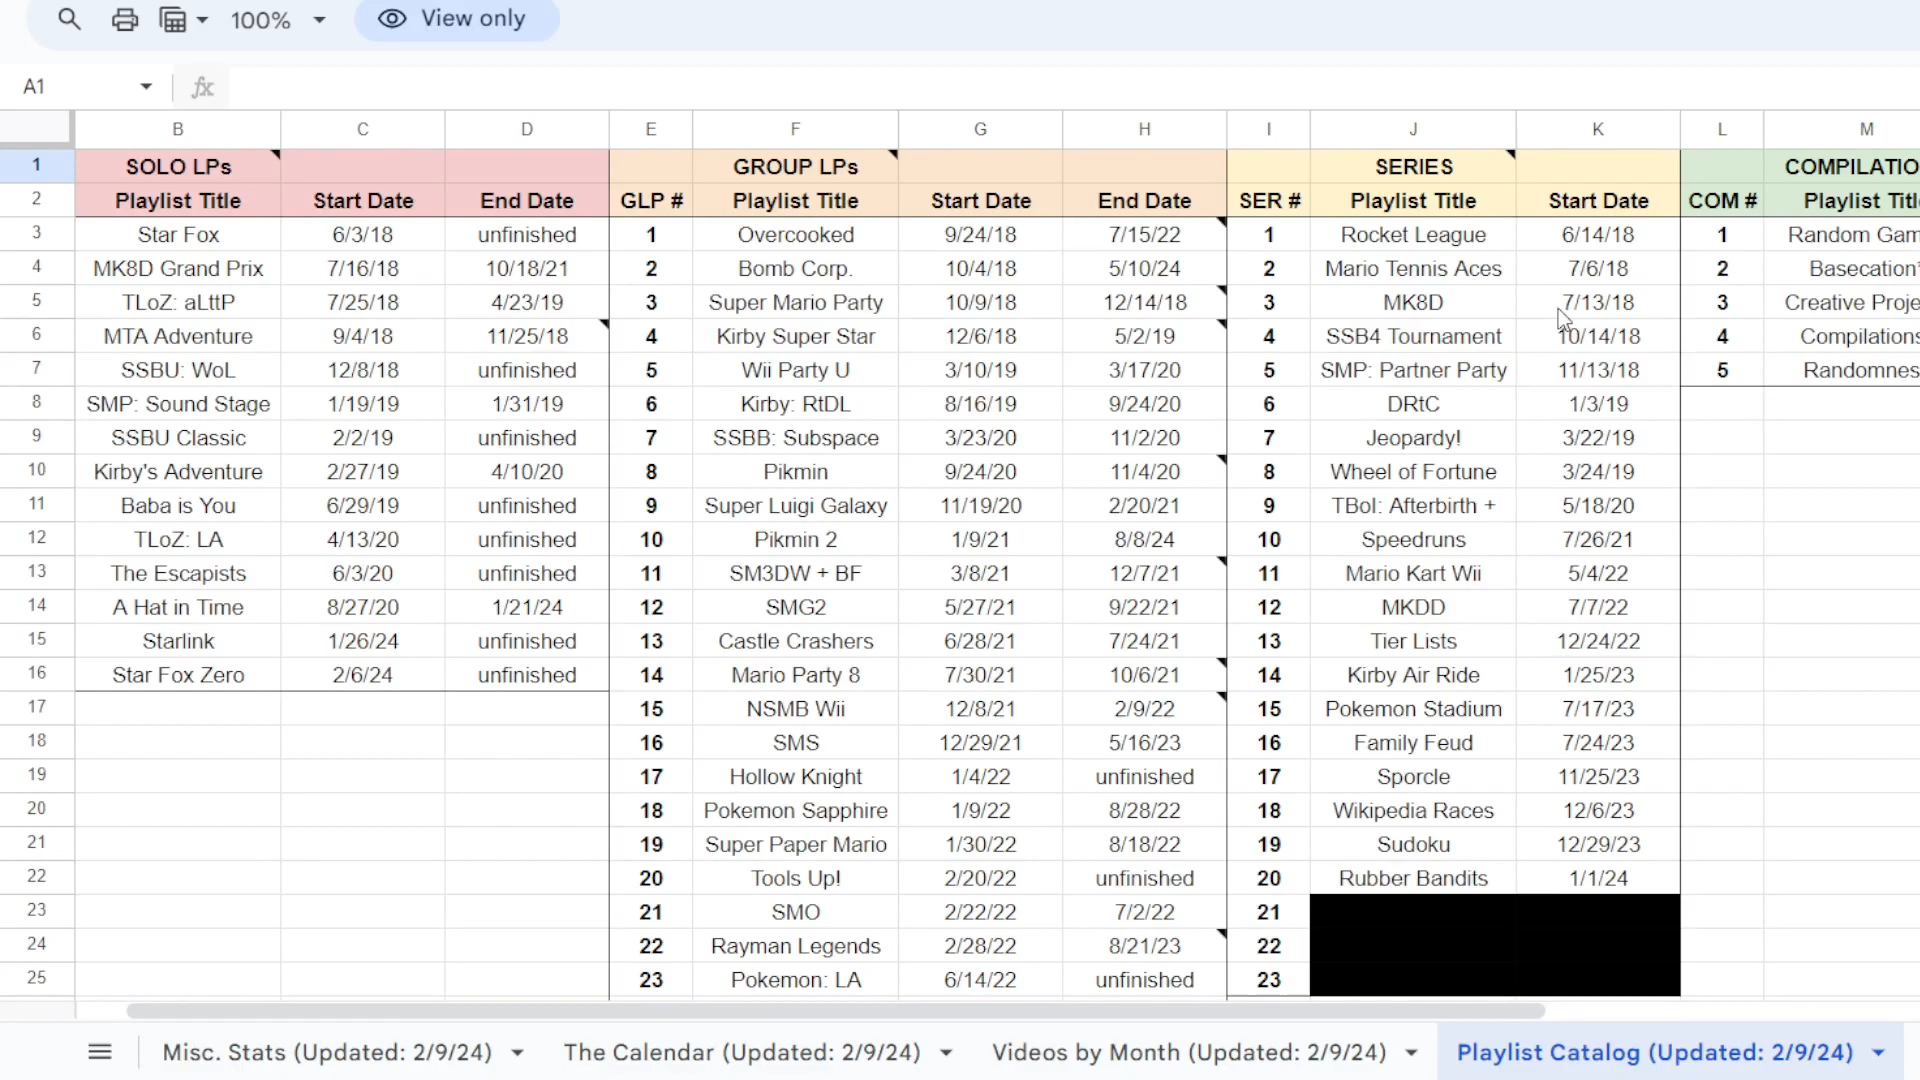 100% View only
A1 fx
B C D E F G H I J K L M
1 SOLO LPs GROUP LPs SERIES COMPILATIO
2 Playlist Title Start Date End Date GLP # Playlist Title Start Date End Date SER # Playlist Title Start Date COM # Playlist Titl
3 Star Fox 6/3/18 unfinished 1 Overcooked 9/24/18 7/15/22 1 Rocket League 6/14/18 1 Random Gam
4 MK8D Grand Prix 7/16/18 10/18/21 2 Bomb Corp. 10/4/18 5/10/24 2 Mario Tennis Aces 7/6/18 2 Basecation*
5 TLoZ: aLttP 7/25/18 4/23/19 3 Super Mario Party 10/9/18 12/14/18 3 MK8D 7/13/18 3 Creative Proje
6 MTA Adventure 9/4/18 11/25/18 4 Kirby Super Star 12/6/18 5/2/19 4 SSB4 Tournament 10/14/18 4 Compilations
7 SSBU: WoL 12/8/18 unfinished 5 Wii Party U 3/10/19 3/17/20 5 SMP: Partner Party 11/13/18 5 Randomnes
8 SMP: Sound Stage 1/19/19 1/31/19 6 Kirby: RtDL 8/16/19 9/24/20 6 DRtC 1/3/19
9 SSBU Classic 2/2/19 unfinished 7 SSBB: Subspace 3/23/20 11/2/20 7 Jeopardy! 3/22/19
10 Kirby's Adventure 2/27/19 4/10/20 8 Pikmin 9/24/20 11/4/20 8 Wheel of Fortune 3/24/19
11 Baba is You 6/29/19 unfinished 9 Super Luigi Galaxy 11/19/20 2/20/21 9 TBoI: Afterbirth + 5/18/20
12 TLoZ: LA 4/13/20 unfinished 10 Pikmin 2 1/9/21 8/8/24 10 Speedruns 7/26/21
13 The Escapists 6/3/20 unfinished 11 SM3DW + BF 3/8/21 12/7/21 11 Mario Kart Wii 5/4/22
14 A Hat in Time 8/27/20 1/21/24 12 SMG2 5/27/21 9/22/21 12 MKDD 7/7/22
15 Starlink 1/26/24 unfinished 13 Castle Crashers 6/28/21 7/24/21 13 Tier Lists 12/24/22
16 Star Fox Zero 2/6/24 unfinished 14 Mario Party 8 7/30/21 10/6/21 14 Kirby Air Ride 1/25/23
17 15 NSMB Wii 12/8/21 2/9/22 15 Pokemon Stadium 7/17/23
18 16 SMS 12/29/21 5/16/23 16 Family Feud 7/24/23
19 17 Hollow Knight 1/4/22 unfinished 17 Sporcle 11/25/23
20 18 Pokemon Sapphire 1/9/22 8/28/22 18 Wikipedia Races 12/6/23
21 19 Super Paper Mario 1/30/22 8/18/22 19 Sudoku 12/29/23
22 20 Tools Up! 2/20/22 unfinished 20 Rubber Bandits 1/1/24
23 21 SMO 2/22/22 7/2/22 21
24 22 Rayman Legends 2/28/22 8/21/23 22
25 23 Pokemon: LA 6/14/22 unfinished 23
Misc. Stats (Updated: 2/9/24) The Calendar (Updated: 2/9/24) Videos by Month (Updated: 2/9/24) Playlist Catalog (Updated: 2/9/24)